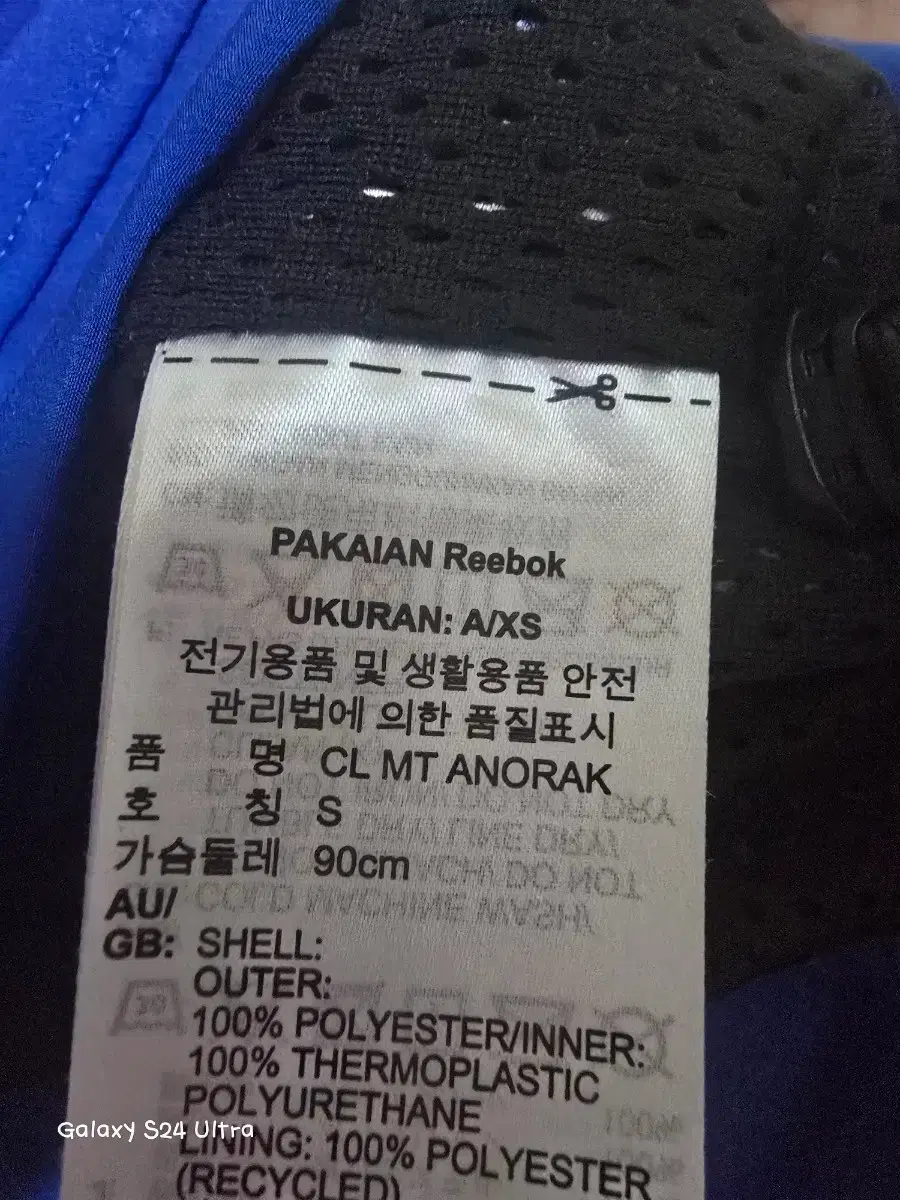 PAKAIAN Reebok
UKURAN: A/XS
전기용품 및 생활용품 안전
관리법에 의한 품질표시
품 명 CL MT ANORAK
호 칭 S
가슴둘레 90cm
AU/
GB: SHELL:
OUTER:
100% POLYESTER/INNER:
100% THERMOPLASTIC
POLYURETHANE
LINING: 100% POLYESTER
(RECYCLED)
Galaxy S24 Ultra